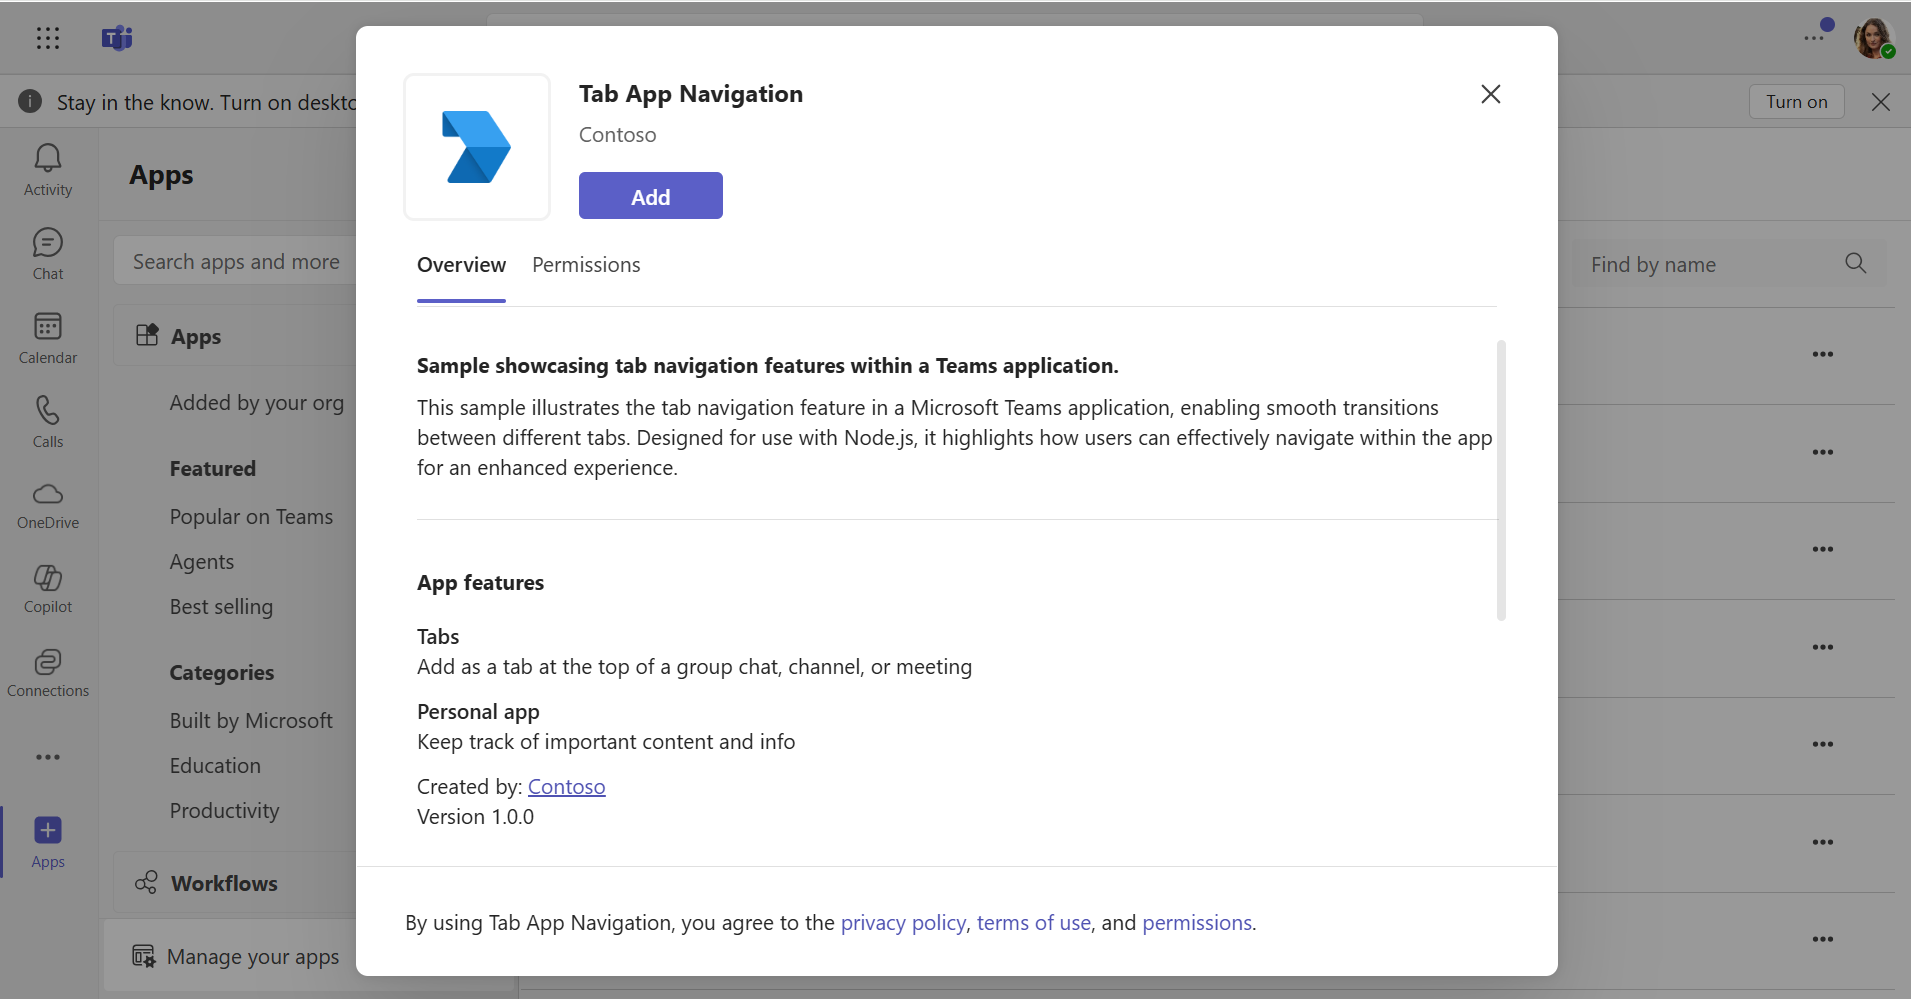 Stay in the know. Turn on deskto
Turn on
Activity
Chat
Calendar
Calls
OneDrive
Copilot
Connections
Apps
Apps
Search apps and more
Apps
Added by your org
Featured
Popular on Teams
Agents
Best selling
Categories
Built by Microsoft
Education
Productivity
Workflows
Manage your apps
Find by name
Tab App Navigation
Contoso
Add
Overview Permissions
Sample showcasing tab navigation features within a Teams application.
This sample illustrates the tab navigation feature in a Microsoft Teams application, enabling smooth transitions
between different tabs. Designed for use with Node.js, it highlights how users can effectively navigate within the app
for an enhanced experience.
App features
Tabs
Add as a tab at the top of a group chat, channel, or meeting
Personal app
Keep track of important content and info
Created by: Contoso
Version 1.0.0
By using Tab App Navigation, you agree to the privacy policy, terms of use, and permissions.